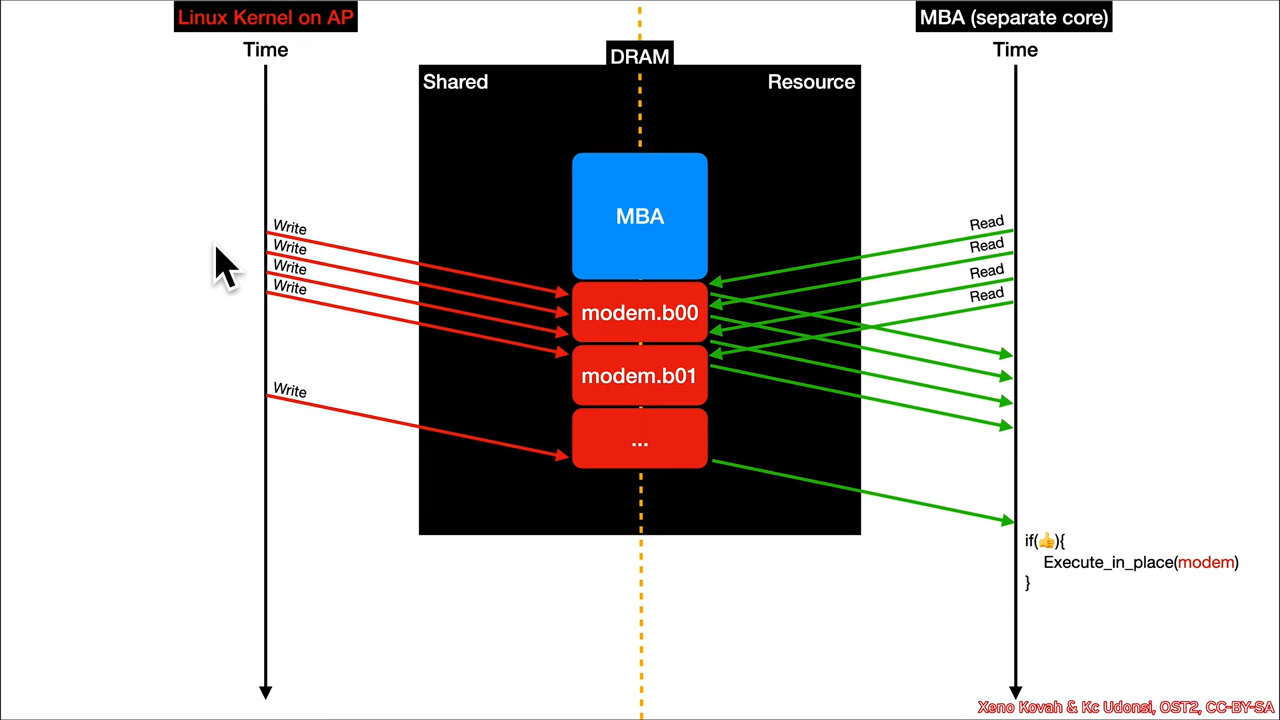 Linux Kernel on AP
MBA (separate core)
Time
DRAM
Time
Shared
Resource
MBA
Write
Write
Write
Write
Read
Read
Read
Read
modem.b00
modem.b01
Write
...
if(👍){
Execute_in_place(modem)
}
Xeno Kovah & Kc Udonsi, OST2, CC-BY-SA